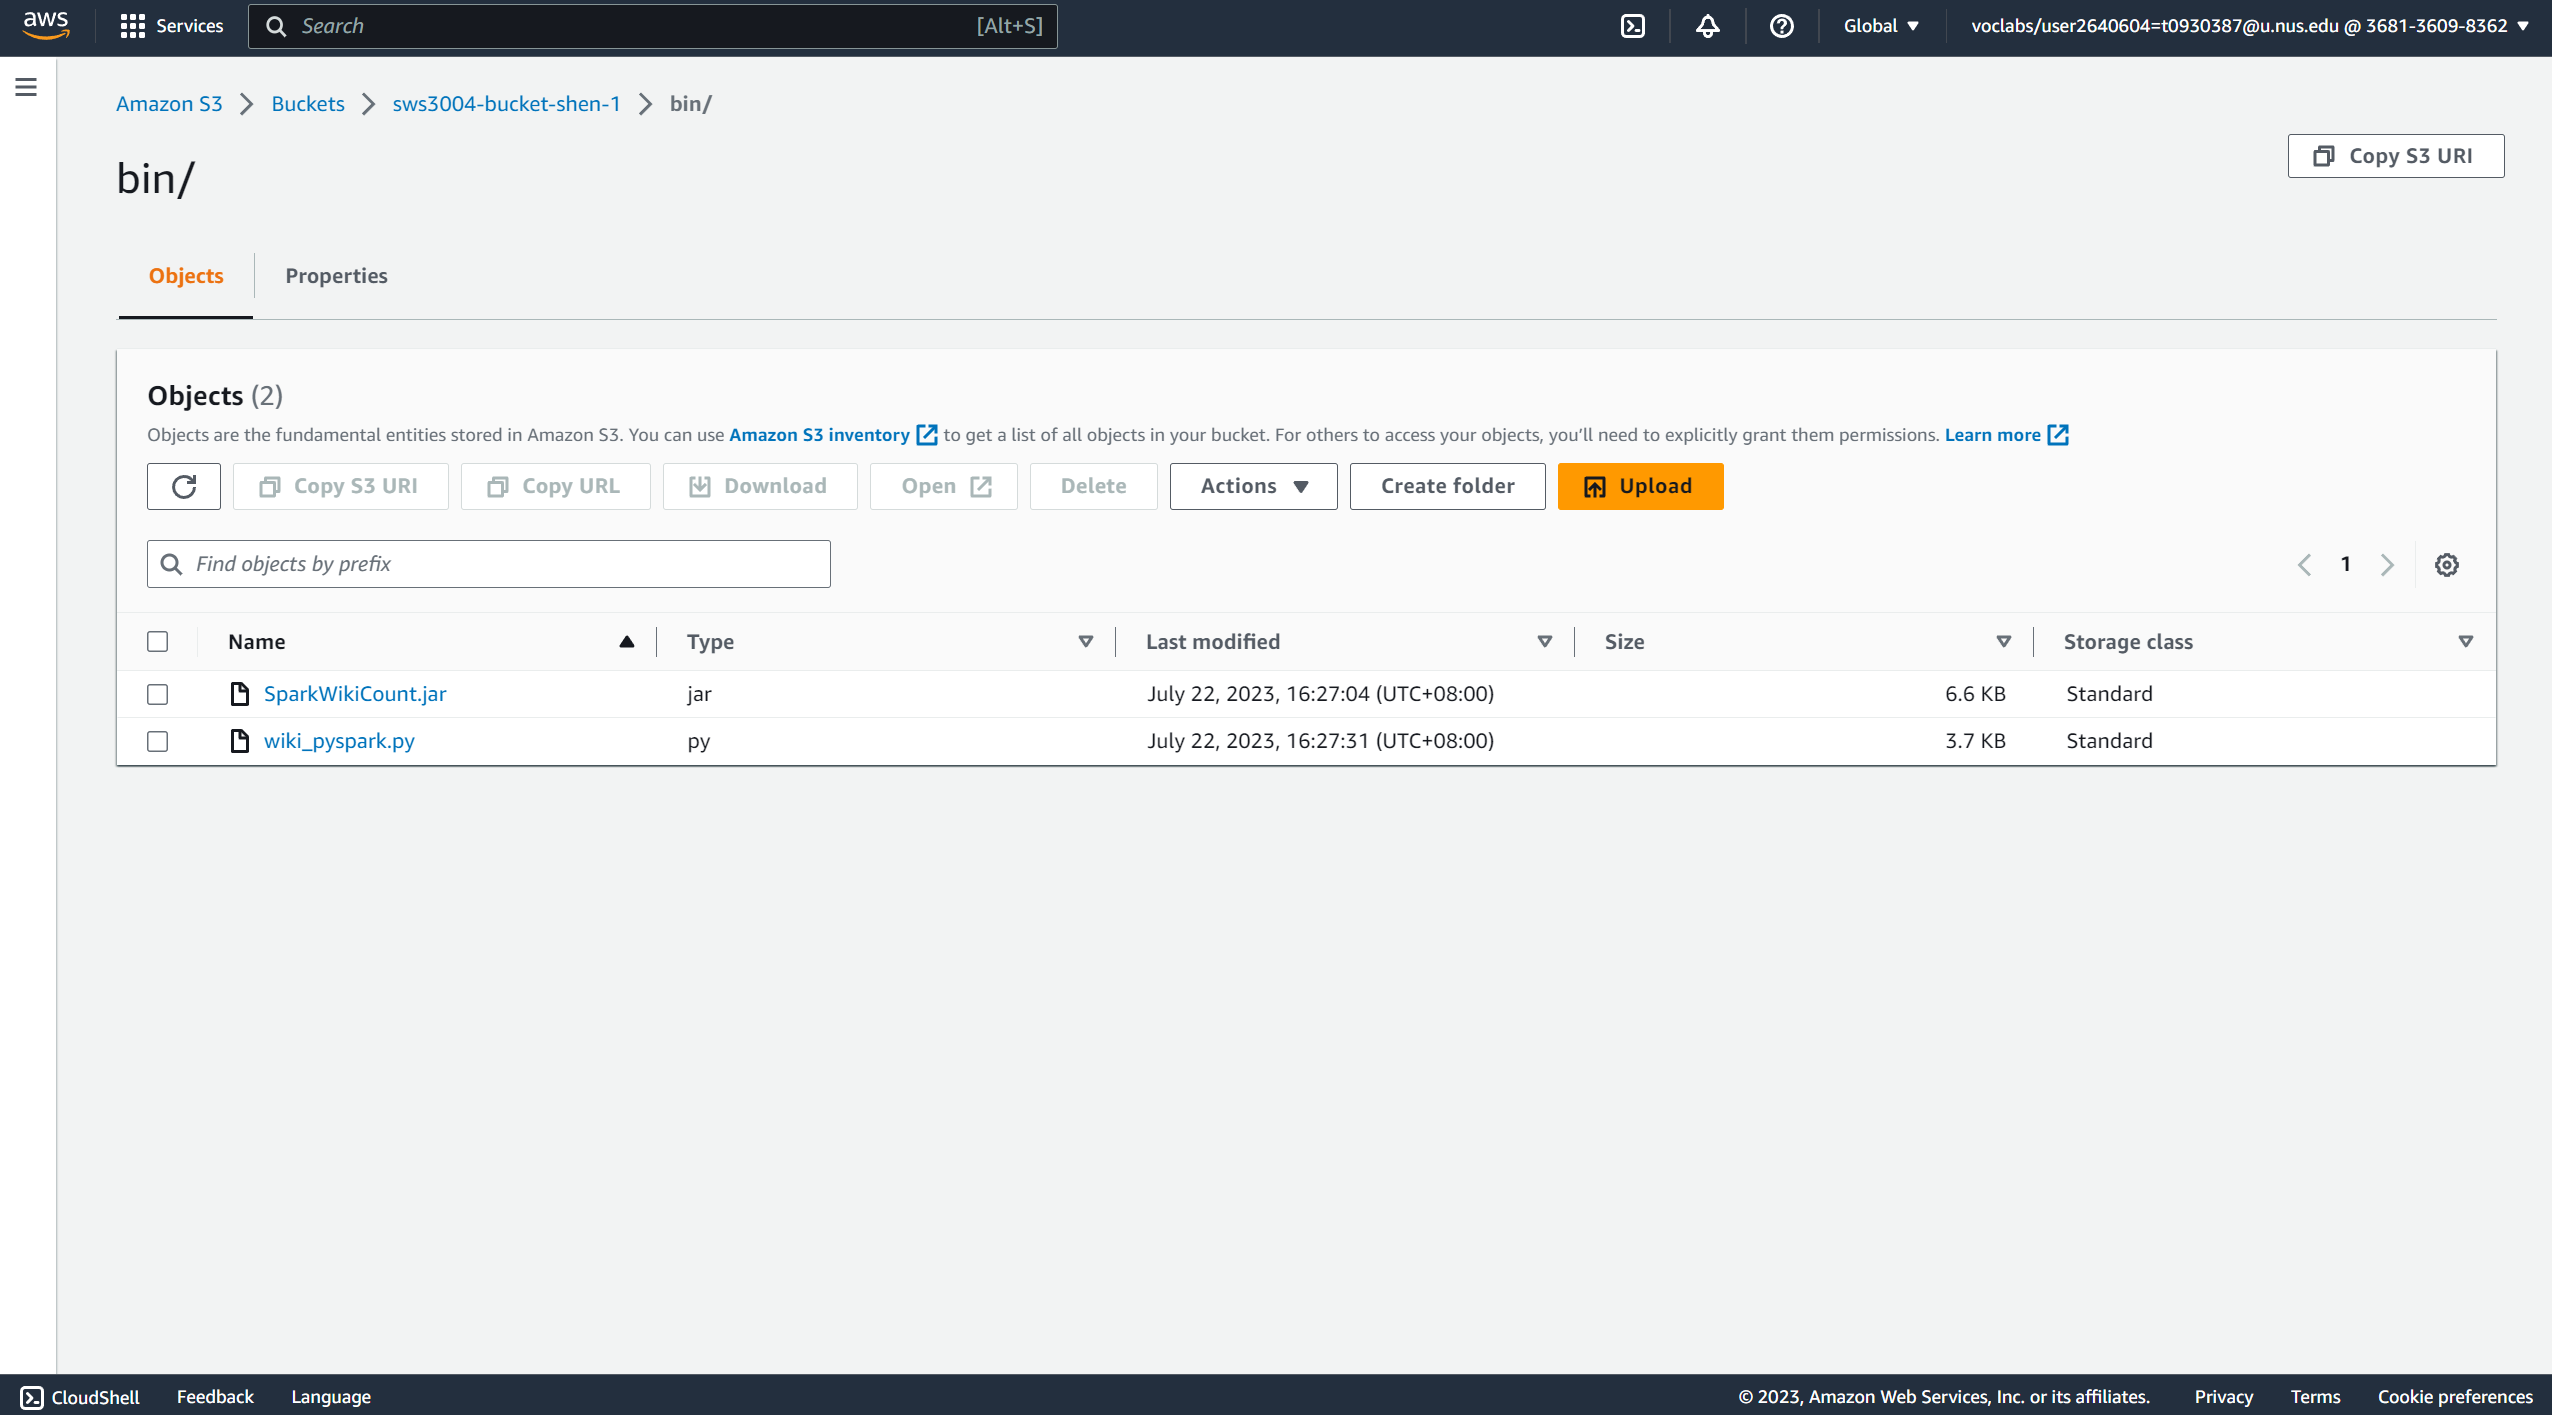 aws Services Search [Alt+S] Global voclabs/user2640604=t0930387@u.nus.edu @ 3681-3609-8362
Amazon S3 Buckets sws3004-bucket-shen-1 bin/
Copy S3 URI
bin/
Objects Properties
Objects (2)
Objects are the fundamental entities stored in Amazon S3. You can use Amazon S3 inventory to get a list of all objects in your bucket. For others to access your objects, you'll need to explicitly grant them permissions. Learn more
Copy S3 URI Copy URL Download Open Delete Actions Create folder Upload
Find objects by prefix 1
Name Type Last modified Size Storage class
SparkWikiCount.jar jar July 22, 2023, 16:27:04 (UTC+08:00) 6.6 KB Standard
wiki_pyspark.py py July 22, 2023, 16:27:31 (UTC+08:00) 3.7 KB Standard
CloudShell Feedback Language © 2023, Amazon Web Services, Inc. or its affiliates. Privacy Terms Cookie preferences